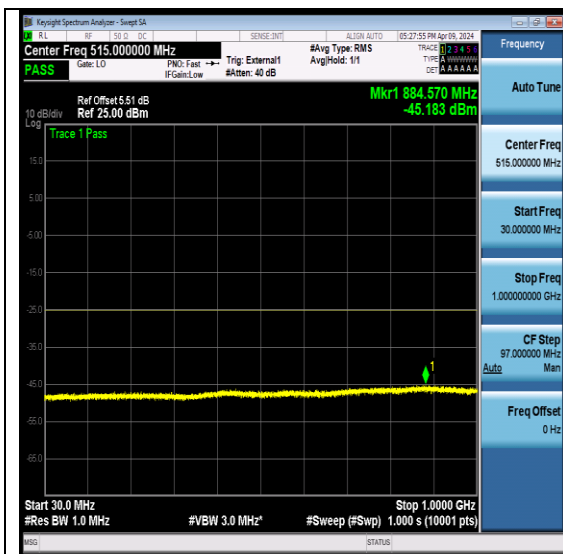 Keysight Spectrum Analyzer - Swept SA
RL RF 50 Ω DC SENSE:INT ALIGN AUTO 05:27:55 PM Apr 09, 2024
Center Freq 515.000000 MHz
PASS
Gate: LO
PNO: Fast
IFGain:Low
Trig: External1
#Atten: 40 dB
#Avg Type: RMS
Avg|Hold: 1/1
TRACE 1 2 3 4 5 6
TYPE A WWWWW
DET A A A A A A
Mkr1 884.570 MHz
-45.183 dBm
Ref Offset 5.51 dB
10 dB/div Ref 25.00 dBm
Log
Trace 1 Pass
15.0
5.00
-5.00
-15.0
-25.0
-35.0
-45.0
-55.0
-65.0
1
Start 30.0 MHz Stop 1.0000 GHz
#Res BW 1.0 MHz #VBW 3.0 MHz* #Sweep (#Swp) 1.000 s (10001 pts)
MSG STATUS
Frequency
Auto Tune
Center Freq
515.000000 MHz
Start Freq
30.000000 MHz
Stop Freq
1.000000000 GHz
CF Step
97.000000 MHz
Auto Man
Freq Offset
0 Hz